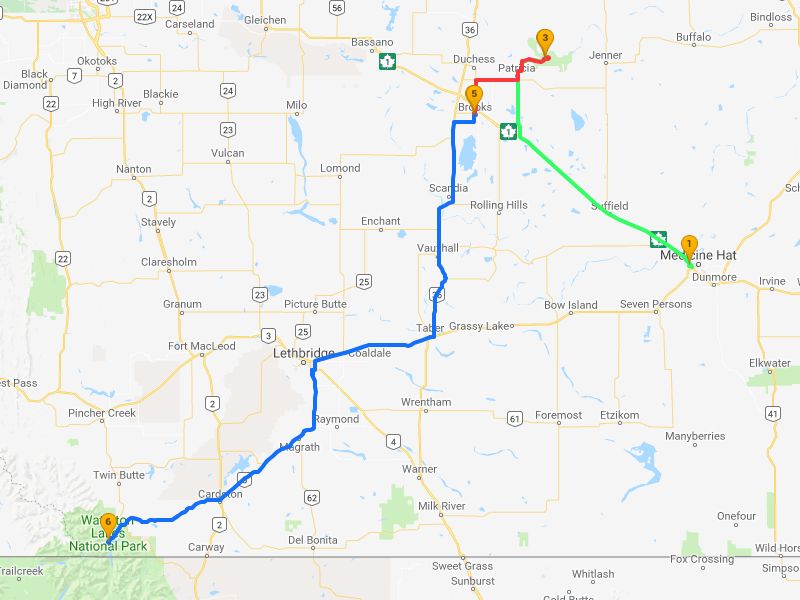 22X
Carseland
Gleichen
56
Bindloss
36
Buffalo
Bassano
1
3
Okotoks
Duchess
Jenner
Black
Diamond
7
2
Patricia
Blackie
24
5
22
High River
Milo
Brooks
23
1
Vulcan
Nanton
Lomond
2
Scandia
Rolling Hills
Suffield
Stavely
Enchant
1
Vauxhall
Medicine Hat
22
Claresholm
Dunmore
Irvine
25
23
Granum
Picture Butte
36
Bow Island
Seven Persons
3
25
Taber
Grassy Lake
Fort MacLeod
Lethbridge
Coaldale
Elkwater
est Pass
2
Wrentham
Pincher Creek
Raymond
61
Foremost
Etzikom
41
4
Manyberries
Magrath
Twin Butte
Warner
5
Cardston
62
6
Milk River
Onefour
Waterton
Lakes
National Park
2
Carway
Del Bonita
Wild Hors
Fox Crossing
Trailcreek
Sweet Grass
Simpso
Sunburst
Whitlash
Gold Butte